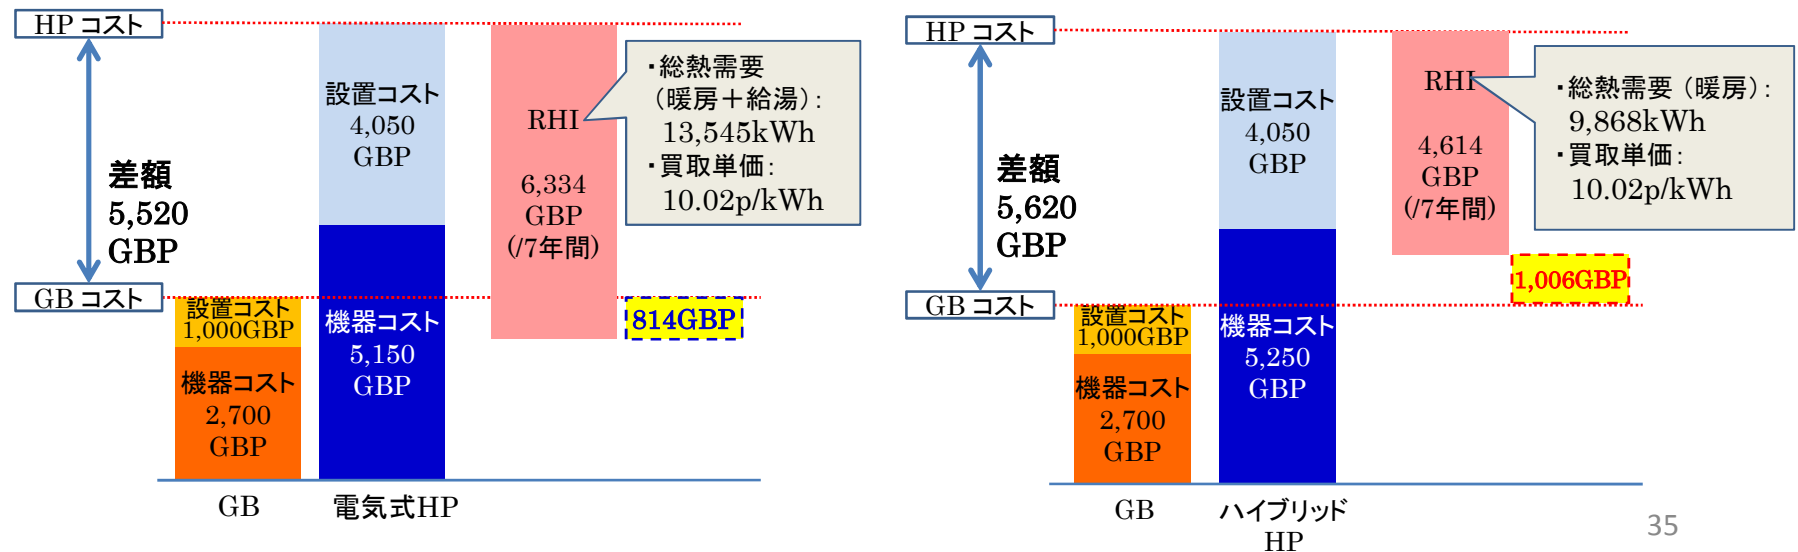 HP コスト
差額
5,520
GBP
GB コスト
設置コスト
1,000GBP
機器コスト
2,700
GBP
設置コスト
4,050
GBP
機器コスト
5,150
GBP
RHI
6,334
GBP
(/7年間)
・総熱需要
（暖房＋給湯）：
13,545kWh
・買取単価：
10.02p/kWh
814GBP
GB
電気式HP
HP コスト
差額
5,620
GBP
GB コスト
設置コスト
1,000GBP
機器コスト
2,700
GBP
設置コスト
4,050
GBP
機器コスト
5,250
GBP
RHI
4,614
GBP
(/7年間)
・総熱需要（暖房）：
9,868kWh
・買取単価：
10.02p/kWh
1,006GBP
GB
ハイブリッド
HP
35